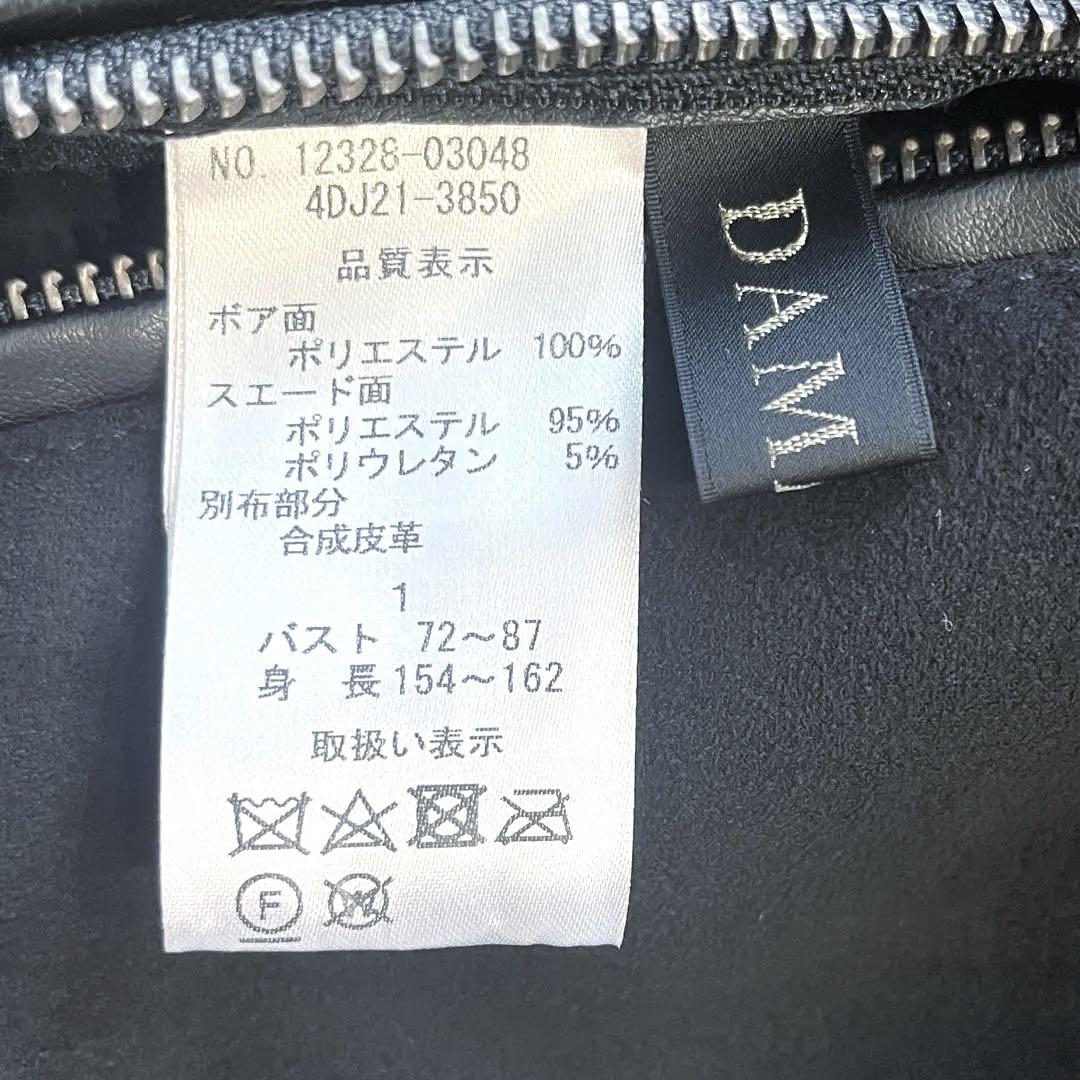 NO. 12328-03048
4DJ21-3850
品質表示
ボア面
ポリエステル 100%
スエード面
ポリエステル 95%
ポリウレタン 5%
別布部分
合成皮革
1
バスト 72～87
身 長 154～162
取扱い表示
F
W
DAM